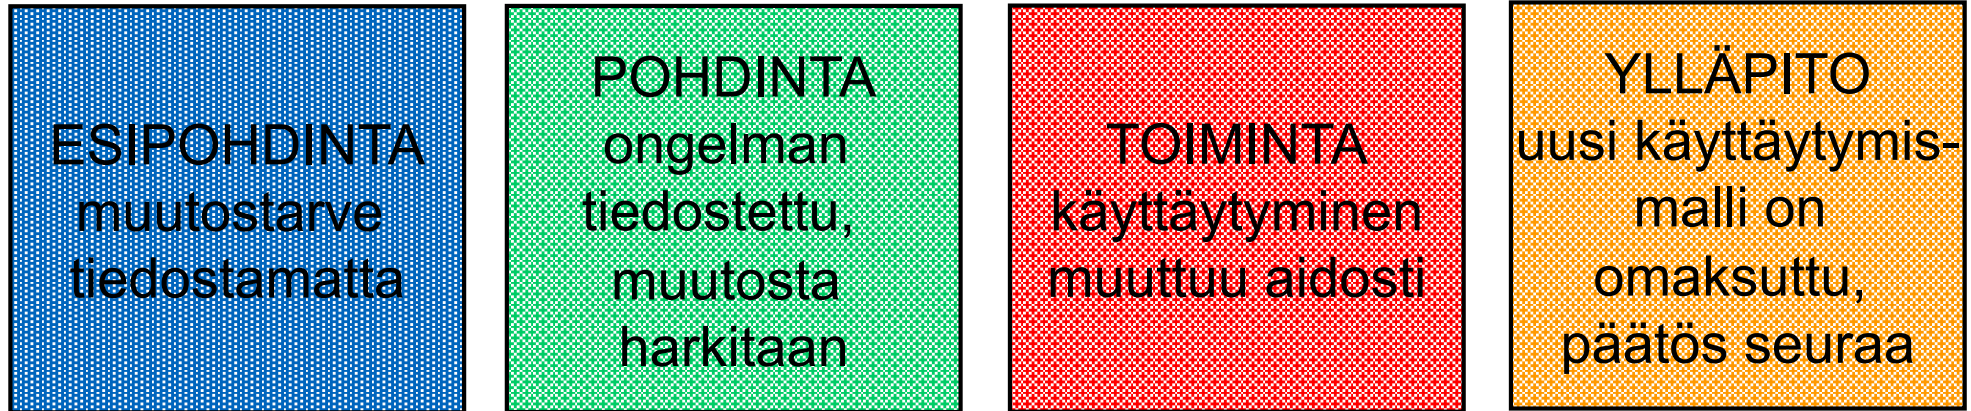 ESIPOHDINTA
muutostarve
tiedostamatta
POHDINTA
ongelman
tiedostettu,
muutosta
harkitaan
TOIMINTA
käyttäytyminen
muuttuu aidosti
YLLÄPITO
uusi käyttäytymis-
malli on
omaksuttu,
päätös seuraa